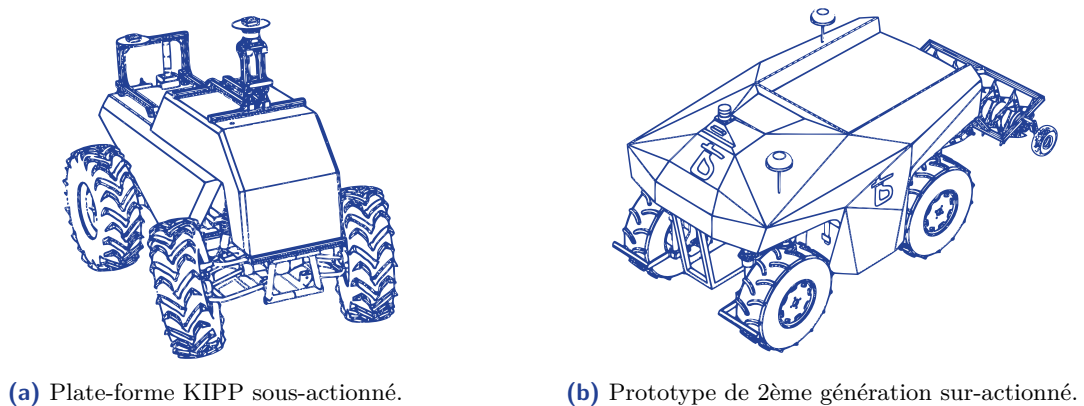 (a) Plate-forme KIPP sous-actionné.
(b) Prototype de 2ème génération sur-actionné.